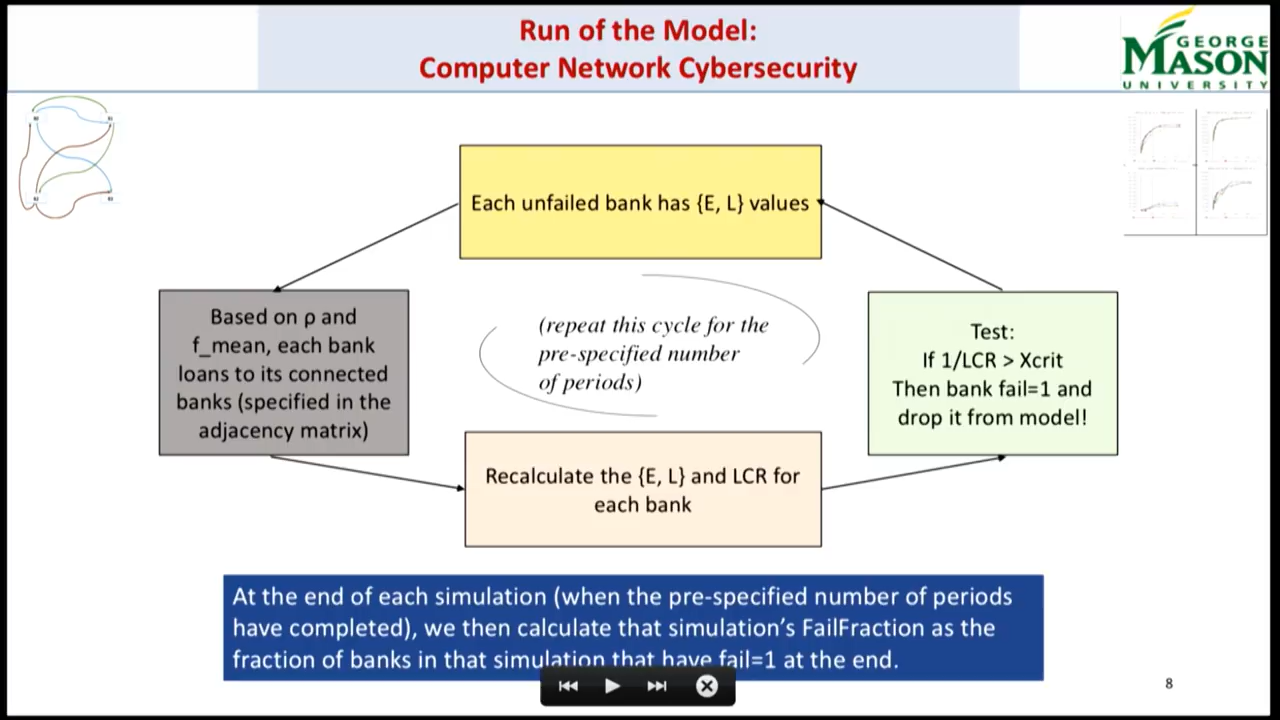 Run of the Model:
Computer Network Cybersecurity
GEORGE
MASON
UNIVERSITY
Each unfailed bank has {E, L} values
Based on ρ and
f_mean, each bank
loans to its connected
banks (specified in the
adjacency matrix)
(repeat this cycle for the
pre-specified number
of periods)
Test:
If 1/LCR > Xcrit
Then bank fail=1 and
drop it from model!
Recalculate the {E, L} and LCR for
each bank
At the end of each simulation (when the pre-specified number of periods
have completed), we then calculate that simulation’s FailFraction as the
fraction of banks in that simulation that have fail=1 at the end.
8